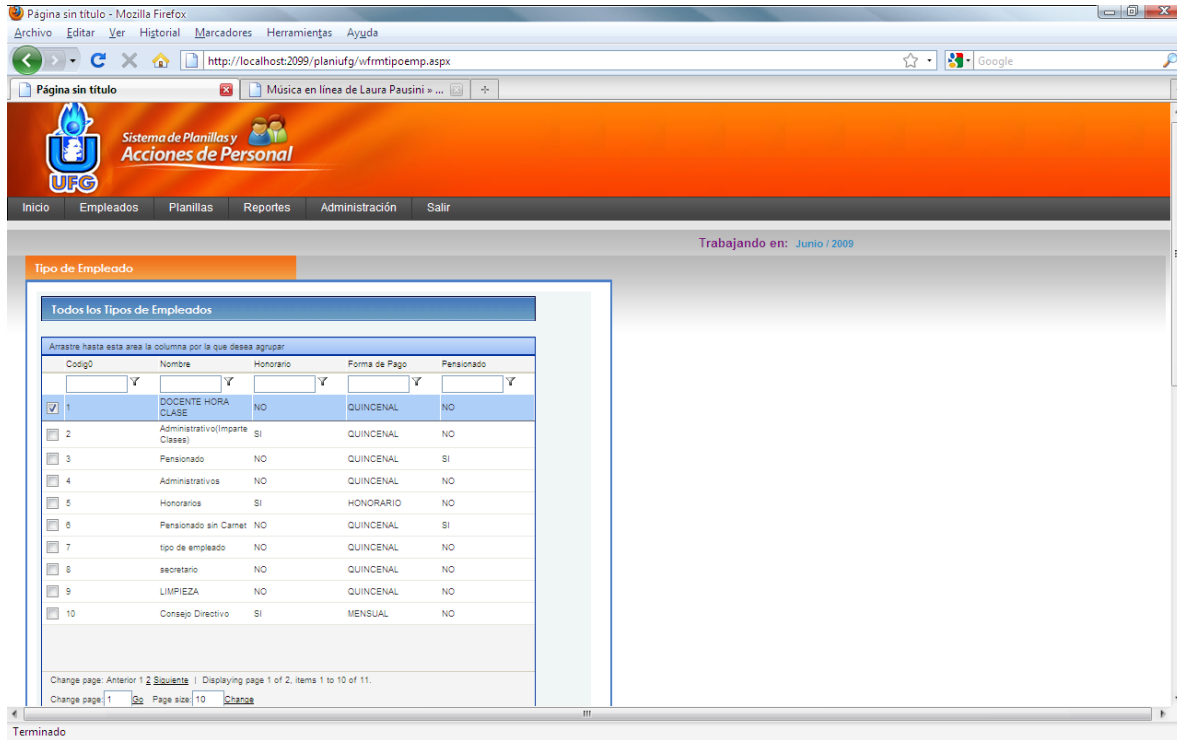 Página sin título - Mozilla Firefox
Archivo Editar Ver Historial Marcadores Herramientas Ayuda
http://localhost:2099/planiufg/wfrmtipoemp.aspx
Google
Página sin título
Música en línea de Laura Pausini » ...
UFG
Sistema de Planillas y
Acciones de Personal
Inicio Empleados Planillas Reportes Administración Salir
Trabajando en: Junio / 2009
Tipo de Empleado
Todos los Tipos de Empleados
Arrastre hasta esta area la columna por la que desea agrupar
Codig0 Nombre Honorario Forma de Pago Pensionado
1 DOCENTE HORA CLASE NO QUINCENAL NO
2 Administrativo(Imparte Clases) SI QUINCENAL NO
3 Pensionado NO QUINCENAL SI
4 Administrativos NO QUINCENAL NO
5 Honorarios SI HONORARIO NO
6 Pensionado sin Carnet NO QUINCENAL SI
7 tipo de empleado NO QUINCENAL NO
8 secretario NO QUINCENAL NO
9 LIMPIEZA NO QUINCENAL NO
10 Consejo Directivo SI MENSUAL NO
Change page: Anterior 1 2 Siguiente | Displaying page 1 of 2, items 1 to 10 of 11.
Change page: 1 Go Page size: 10 Change
Terminado